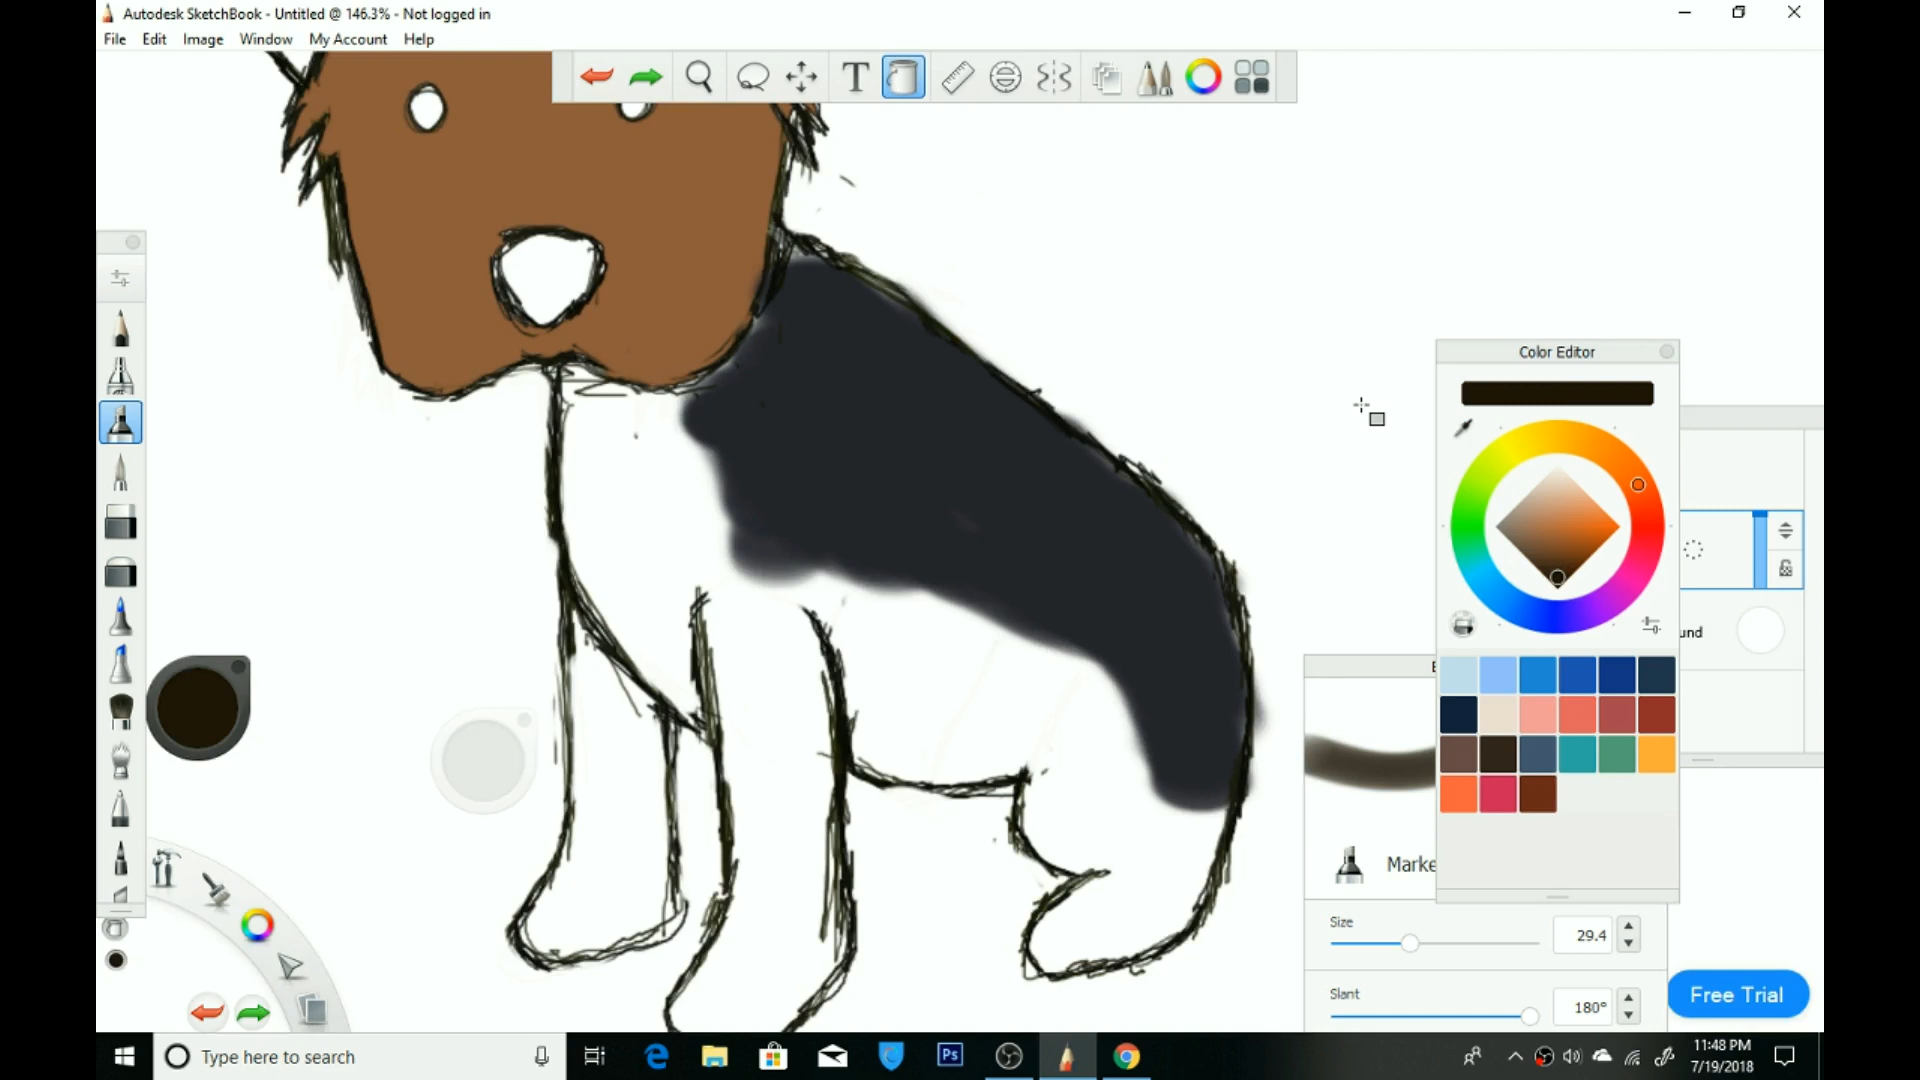 Autodesk SketchBook - Untitled @ 146.3% - Not logged in
File Edit Image Window My Account Help
T
Color Editor
und
Marke
Size
29.4
Slant
180°
Free Trial
Type here to search
Ps
11:48 PM
7/19/2018